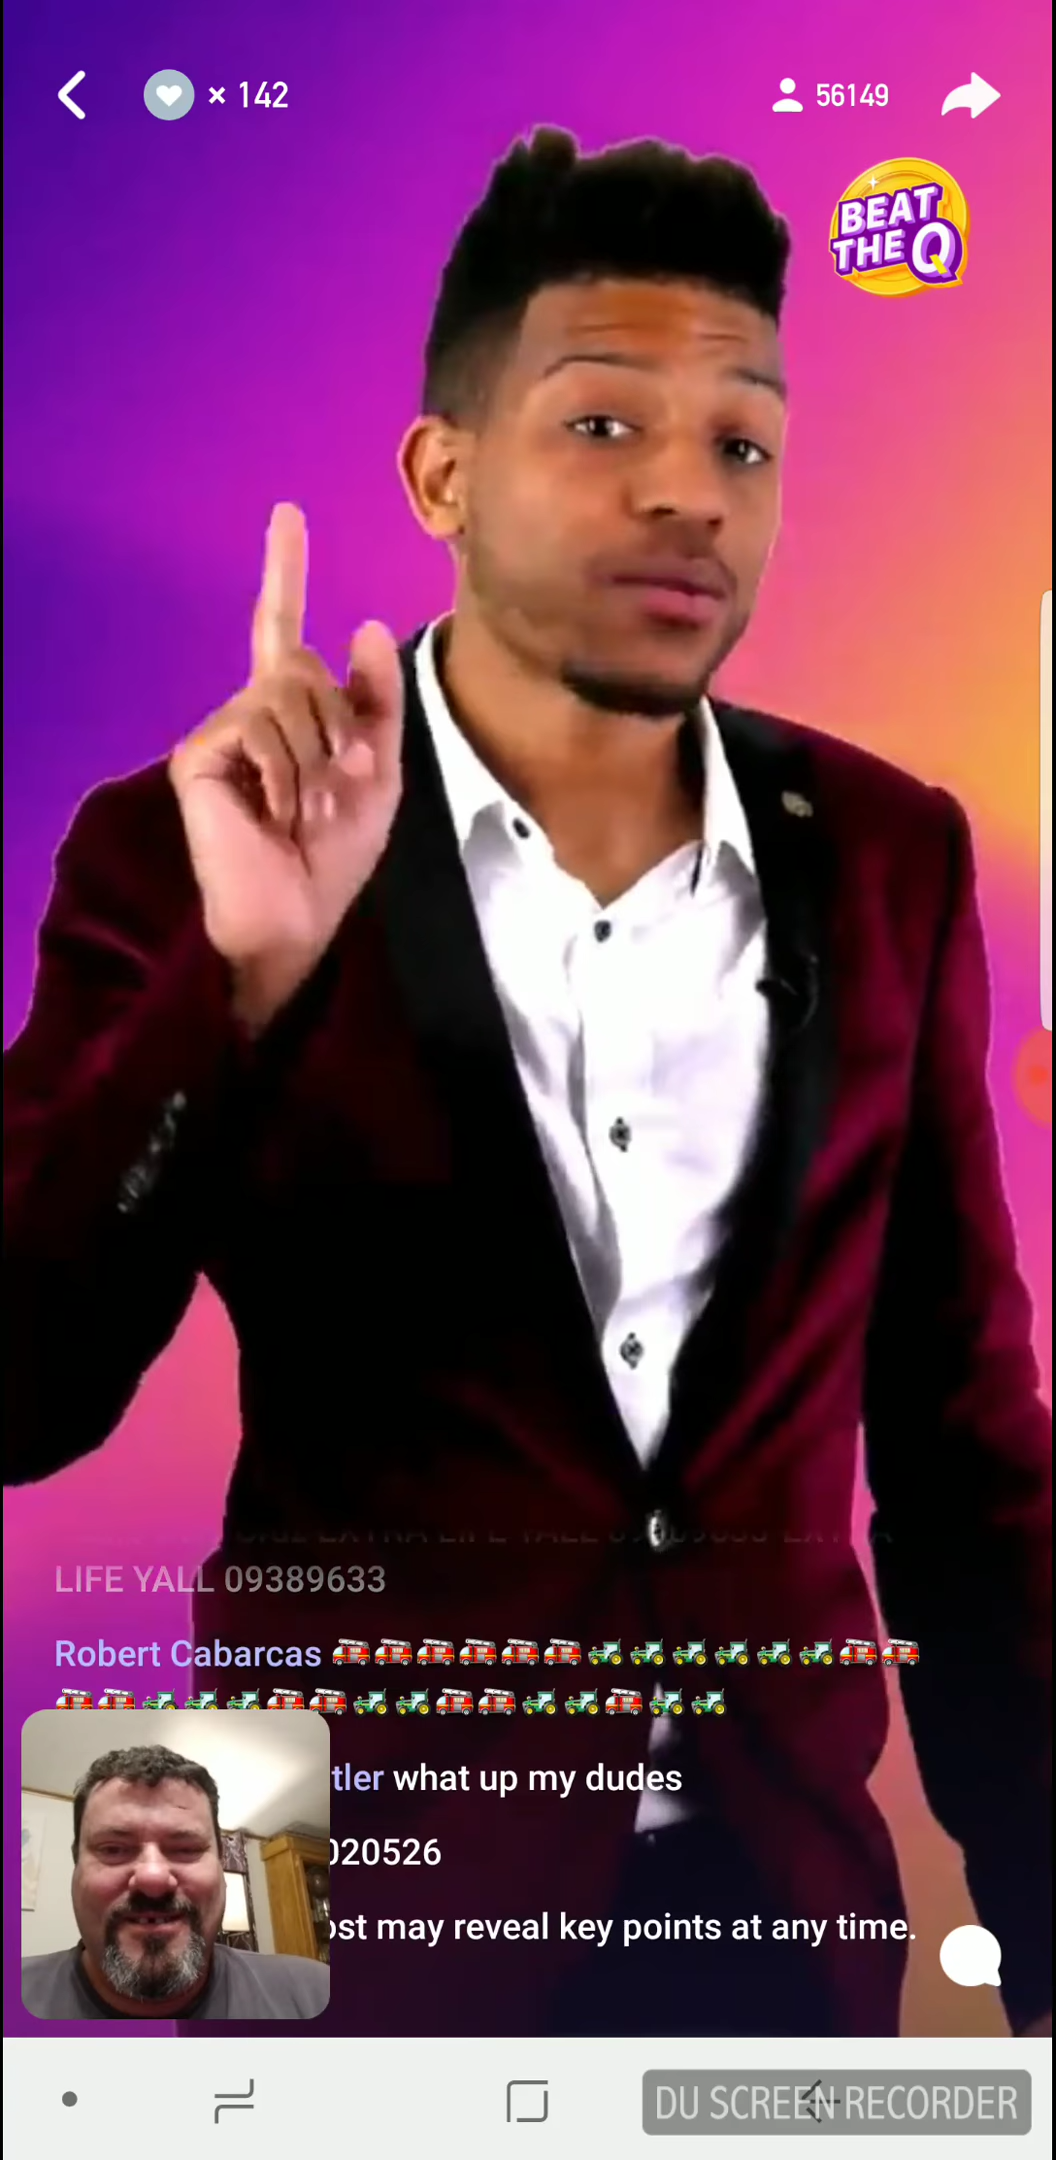 × 142
56149
BEAT
THE Q
LIFE YALL 09389633
Robert Cabarcas
tler what up my dudes
020526
ost may reveal key points at any time.
DU SCREEN RECORDER